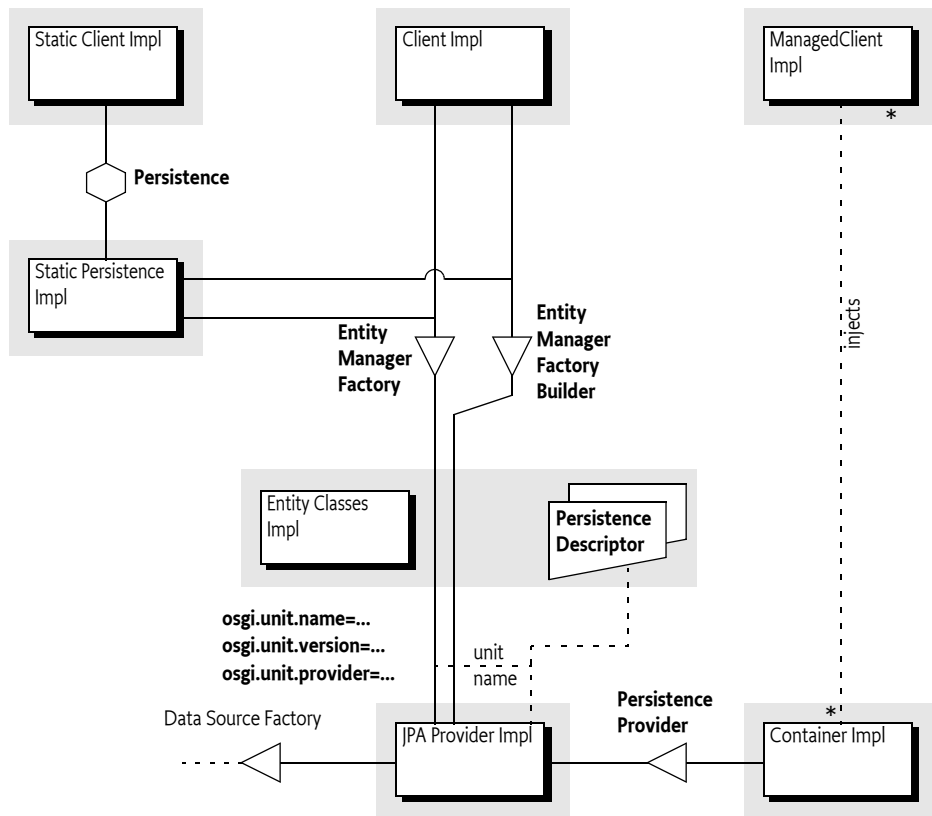 Static Client Impl
Client Impl
ManagedClient
Impl
*
Persistence
Static Persistence
Impl
Entity
Manager
Factory
Entity
Manager
Factory
Builder
injects
Entity Classes
Impl
Persistence
Descriptor
osgi.unit.name=...
osgi.unit.version=...
osgi.unit.provider=...
unit
name
Data Source Factory
JPA Provider Impl
Persistence
Provider
*
Container Impl